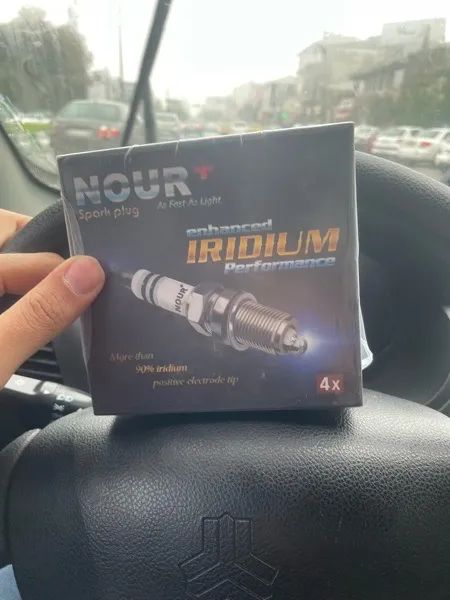 NOUR+
Spark plug
As Fast As Light
enhanced
IRIDIUM
Performance
NOUR+
More than
90% iridium
positive electrode tip
4x